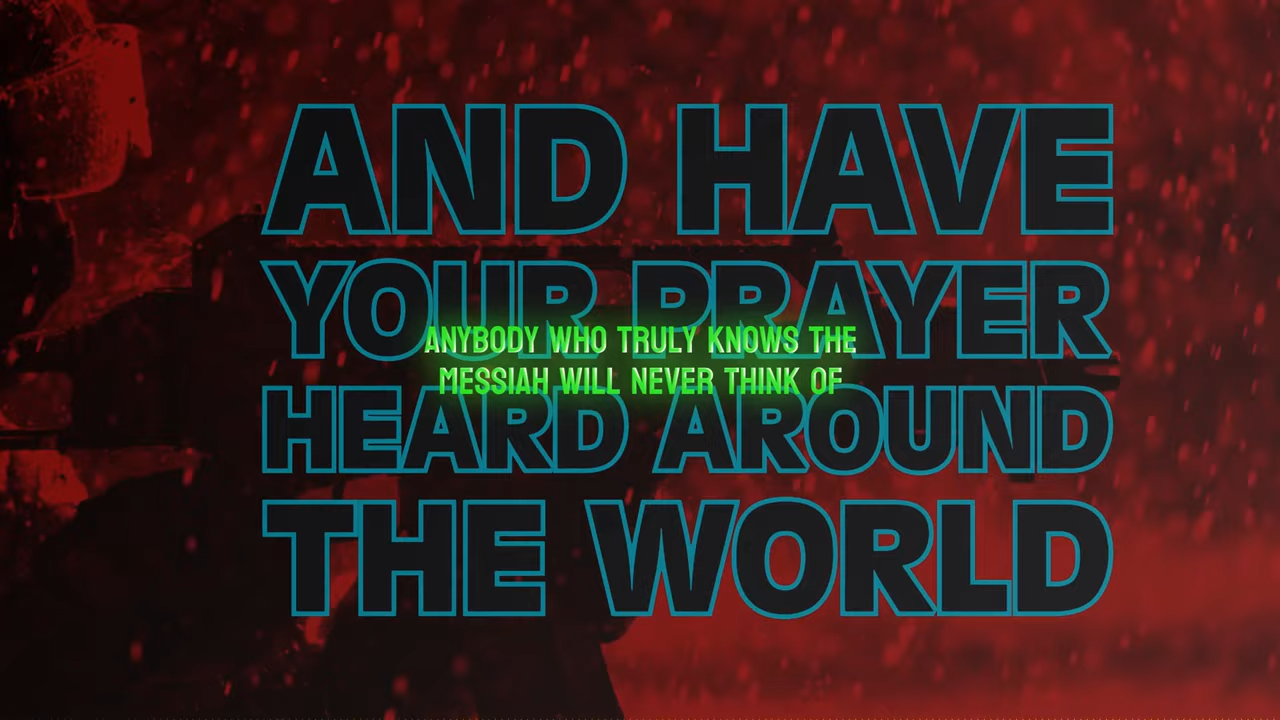 AND HAVE
YOUR PRAYER
ANYBODY WHO TRULY KNOWS THE
MESSIAH WILL NEVER THINK OF
HEARD AROUND
THE WORLD